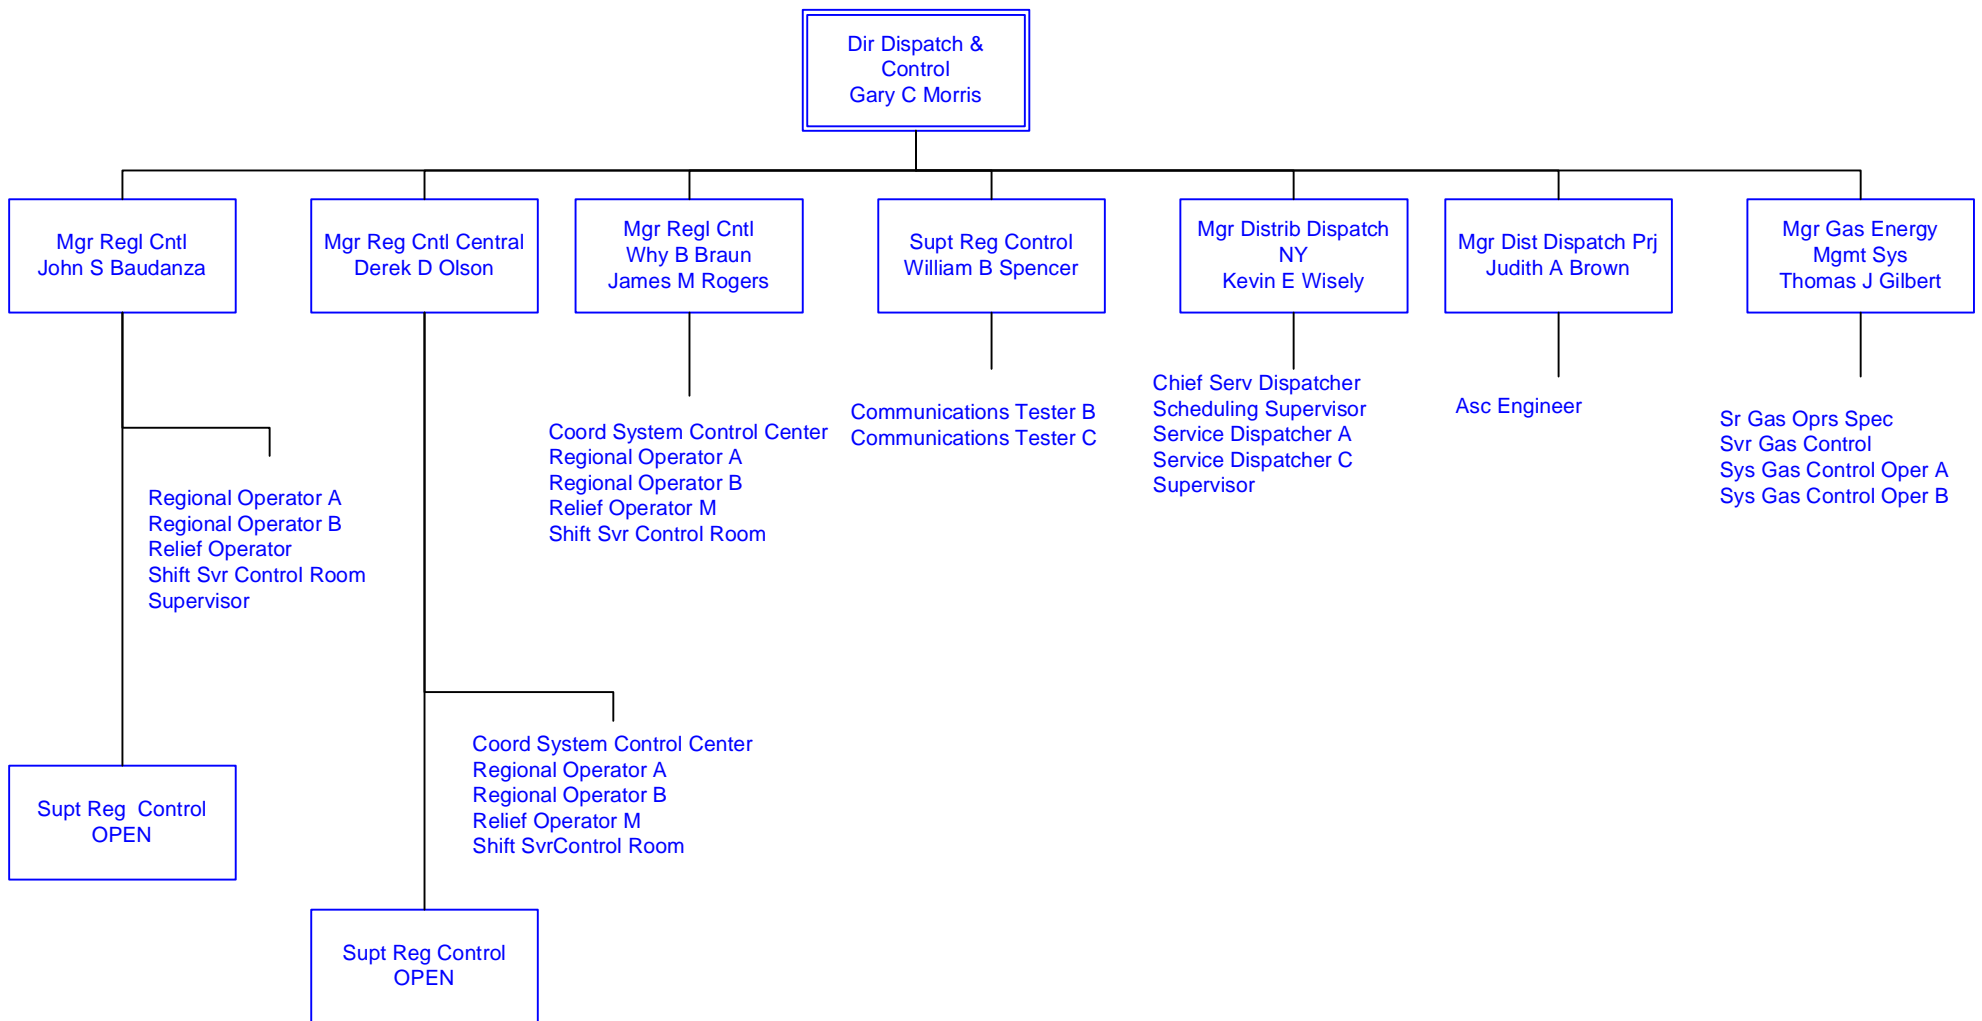 Dir Dispatch &
Control
Gary C Morris
Mgr Regl Cntl
John S Baudanza
Mgr Reg Cntl Central
Derek D Olson
Mgr Regl Cntl
Why B Braun
James M Rogers
Supt Reg Control
William B Spencer
Mgr Distrib Dispatch
NY
Kevin E Wisely
Mgr Dist Dispatch Prj
Judith A Brown
Mgr Gas Energy
Mgmt Sys
Thomas J Gilbert
Regional Operator A
Regional Operator B
Relief Operator
Shift Svr Control Room
Supervisor
Coord System Control Center
Regional Operator A
Regional Operator B
Relief Operator M
Shift Svr Control Room
Communications Tester B
Communications Tester C
Chief Serv Dispatcher
Scheduling Supervisor
Service Dispatcher A
Service Dispatcher C
Supervisor
Asc Engineer
Sr Gas Oprs Spec
Svr Gas Control
Sys Gas Control Oper A
Sys Gas Control Oper B
Coord System Control Center
Regional Operator A
Regional Operator B
Relief Operator M
Shift SvrControl Room
Supt Reg  Control
OPEN
Supt Reg Control
OPEN